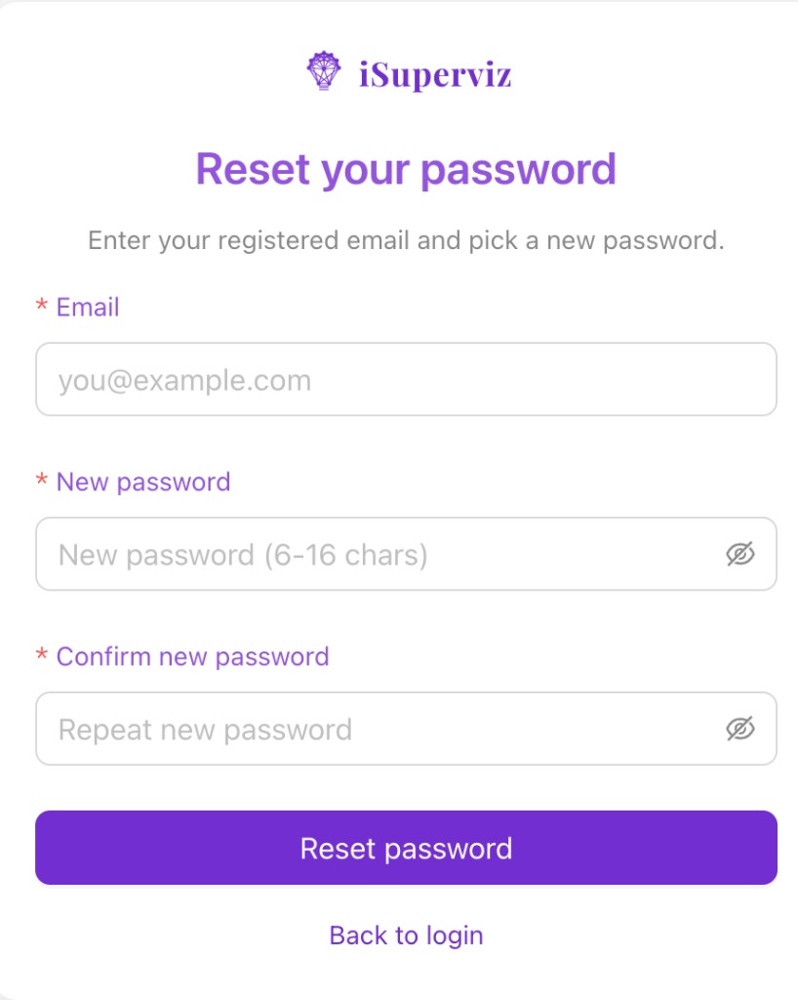 iSuperviz
Reset your password
Enter your registered email and pick a new password.
* Email
you@example.com
* New password
New password (6-16 chars)
* Confirm new password
Repeat new password
Reset password
Back to login